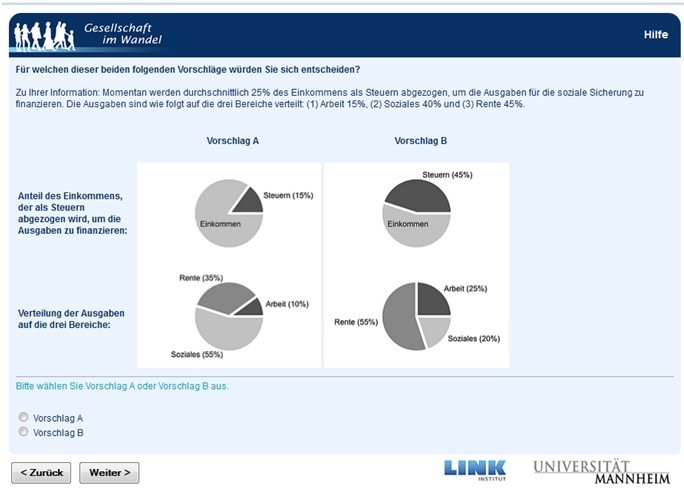 Gesellschaft
im Wandel
Hilfe
Für welchen dieser beiden folgenden Vorschläge würden Sie sich entscheiden?
Zu Ihrer Information: Momentan werden durchschnittlich 25% des Einkommens als Steuern abgezogen, um die Ausgaben für die soziale Sicherung zu
finanzieren. Die Ausgaben sind wie folgt auf die drei Bereiche verteilt: (1) Arbeit 15%, (2) Soziales 40% und (3) Rente 45%.
Vorschlag A
Vorschlag B
Anteil des Einkommens,
der als Steuern
abgezogen wird, um die
Ausgaben zu finanzieren:
Steuern (15%)
Einkommen
Steuern (45%)
Einkommen
Verteilung der Ausgaben
auf die drei Bereiche:
Rente (35%)
Arbeit (10%)
Soziales (55%)
Arbeit (25%)
Rente (55%)
Soziales (20%)
Bitte wählen Sie Vorschlag A oder Vorschlag B aus.
Vorschlag A
Vorschlag B
< Zurück
Weiter >
LINK
INSTITUT
UNIVERSITÄT
MANNHEIM